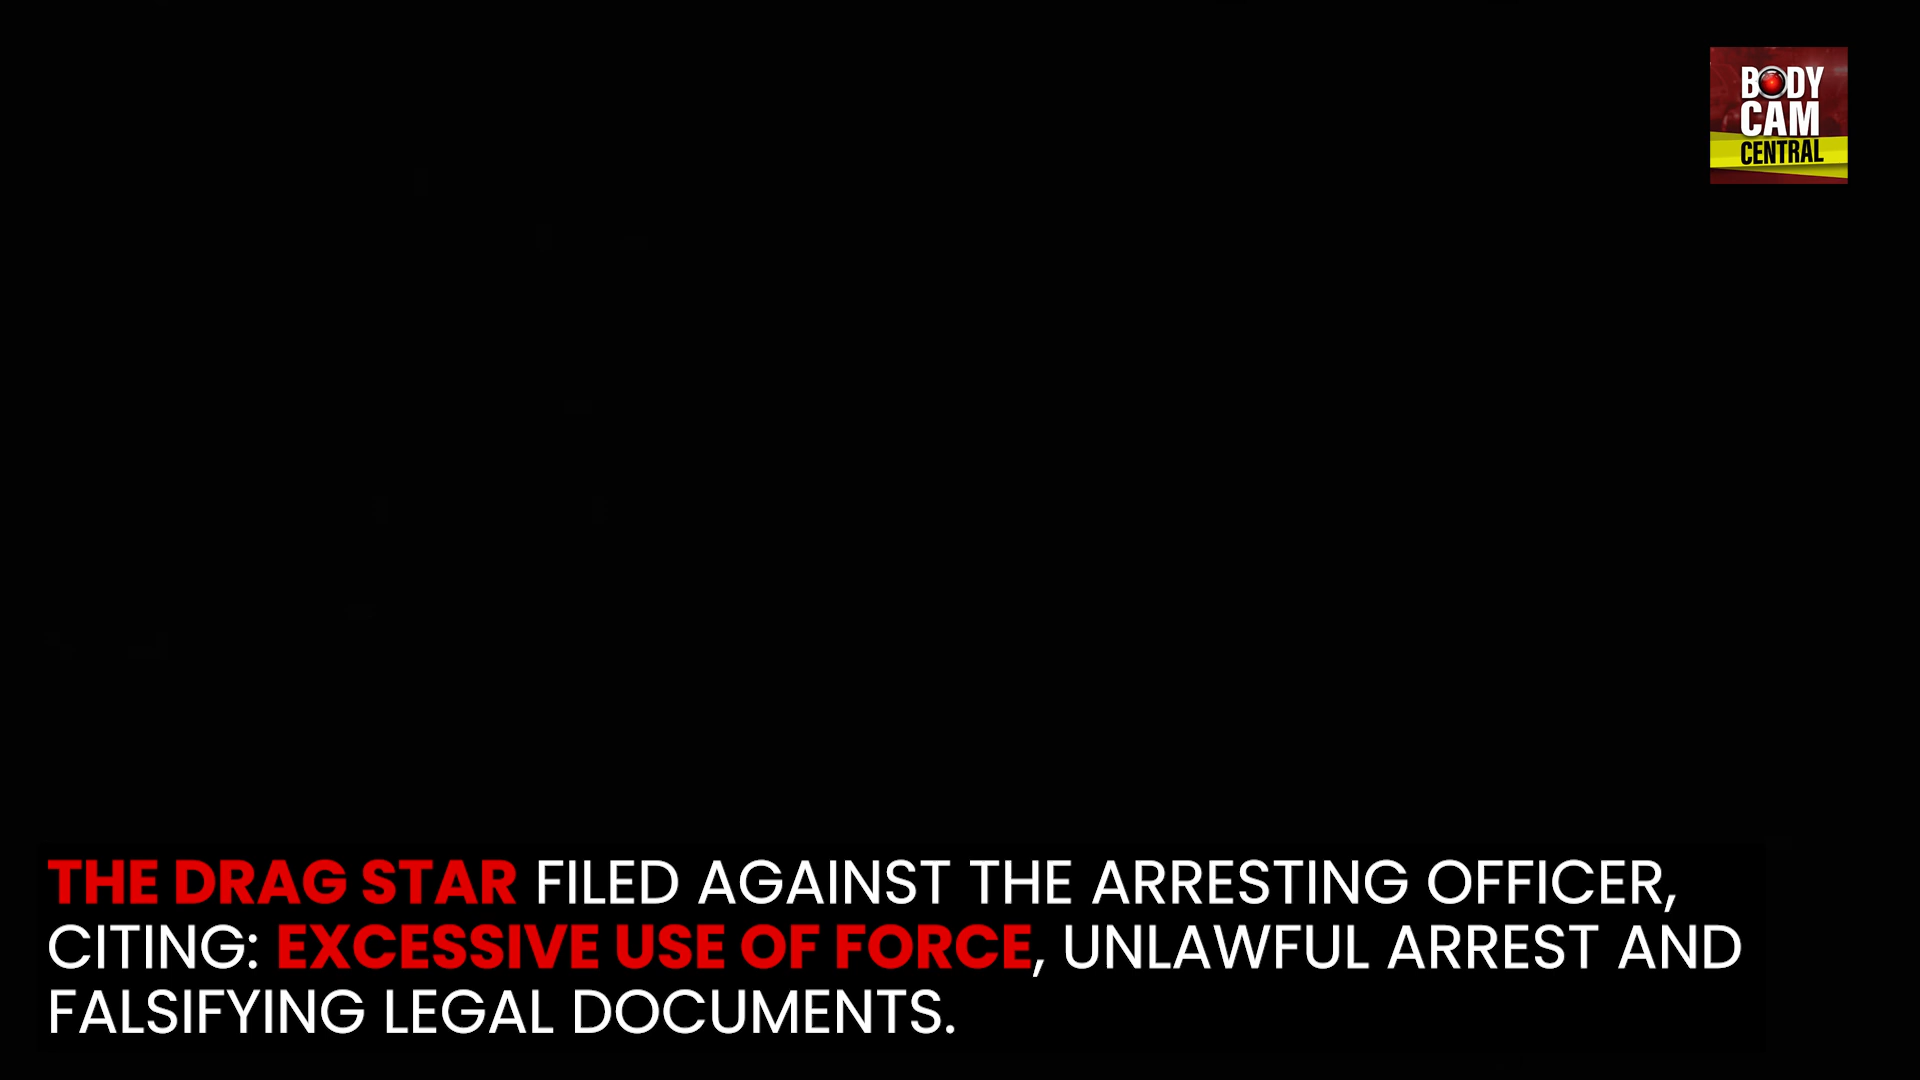 BODY
CAM
CENTRAL
THE DRAG STAR FILED AGAINST THE ARRESTING OFFICER,
CITING: EXCESSIVE USE OF FORCE, UNLAWFUL ARREST AND
FALSIFYING LEGAL DOCUMENTS.